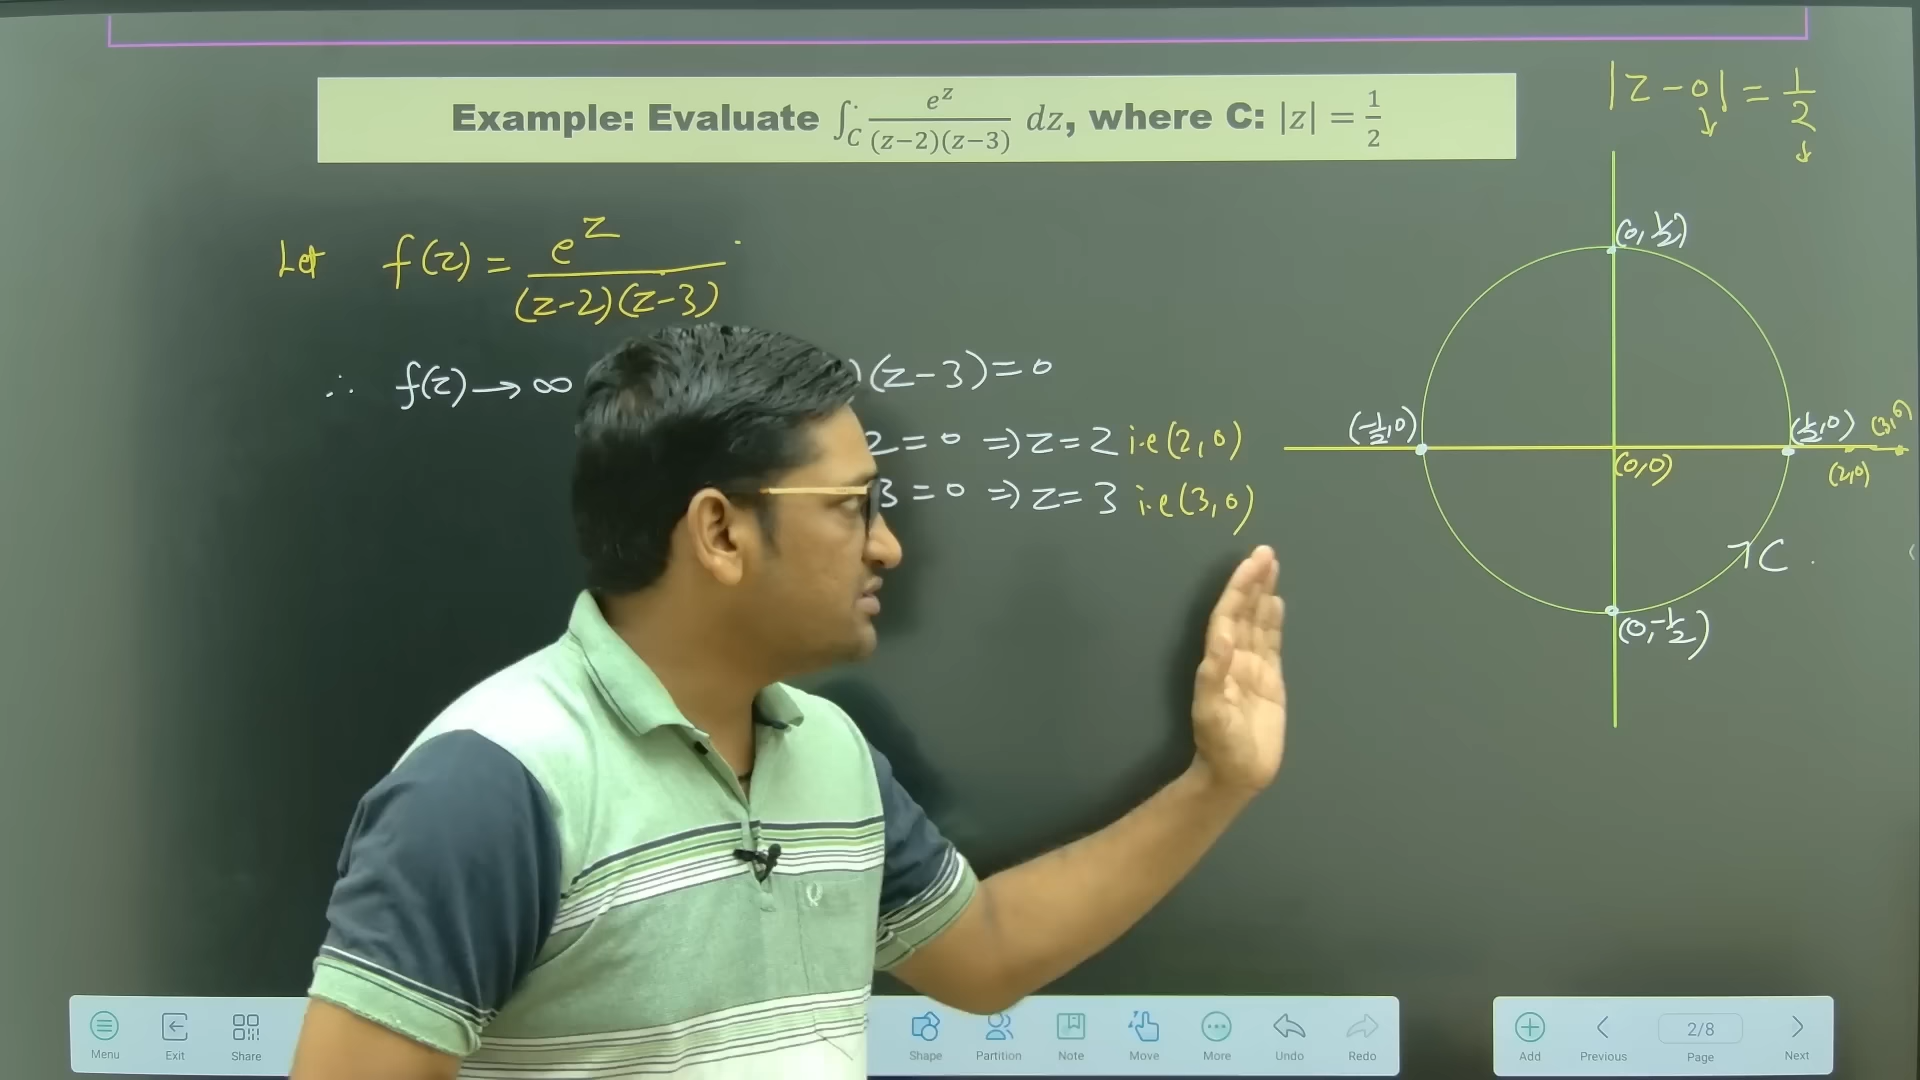 Example: Evaluate ∫_C e^z/((z−2)(z−3)) dz, where C: |z| = 1/2
|z-0| = 1/2
Let f(z) = e^z/((z-2)(z-3))
∴ f(z) → ∞ )(z-3) = 0
2 = 0 ⇒ z = 2 i.e (2,0)
3 = 0 ⇒ z = 3 i.e (3,0)
(0, 1/2)
(-1/2, 0)
(1/2, 0)
(3,0)
(0,0)
(2,0)
C
(0, -1/2)
Menu Exit Share Shape Partition Note Move More Undo Redo
Add Previous 2/8 Page Next